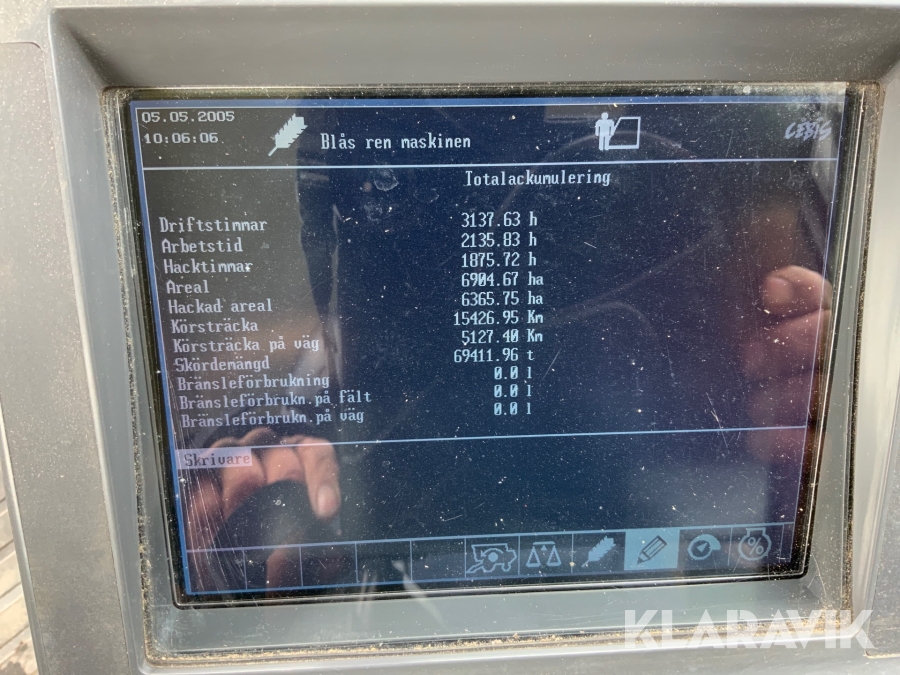 05.05.2005
10:06:06
Blås ren maskinen
CEBIS
Totalackumulering
Driftstimmar 3137.63 h
Arbetstid 2135.83 h
Hacktimmar 1875.72 h
Areal 6904.67 ha
Hackad areal 6365.75 ha
Körsträcka 15426.95 Km
Körsträcka på väg 5127.40 Km
Skördemängd 69411.96 t
Bränsleförbrukning 0.0 l
Bränsleförbrukn.på fält 0.0 l
Bränsleförbrukn.på väg 0.0 l
Skrivare
%
KLARAVIK